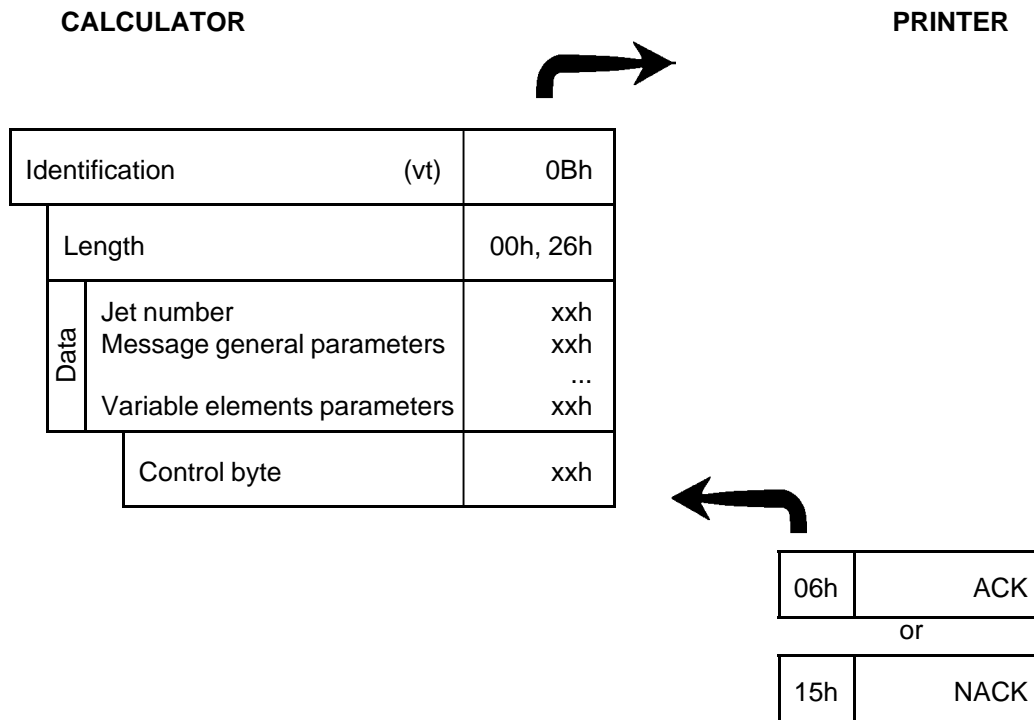 CALCULATOR PRINTER
Identification (vt) 0Bh
Length 00h, 26h
Data
Jet number xxh
Message general parameters xxh
...
Variable elements parameters xxh
Control byte xxh
06h ACK
or
15h NACK